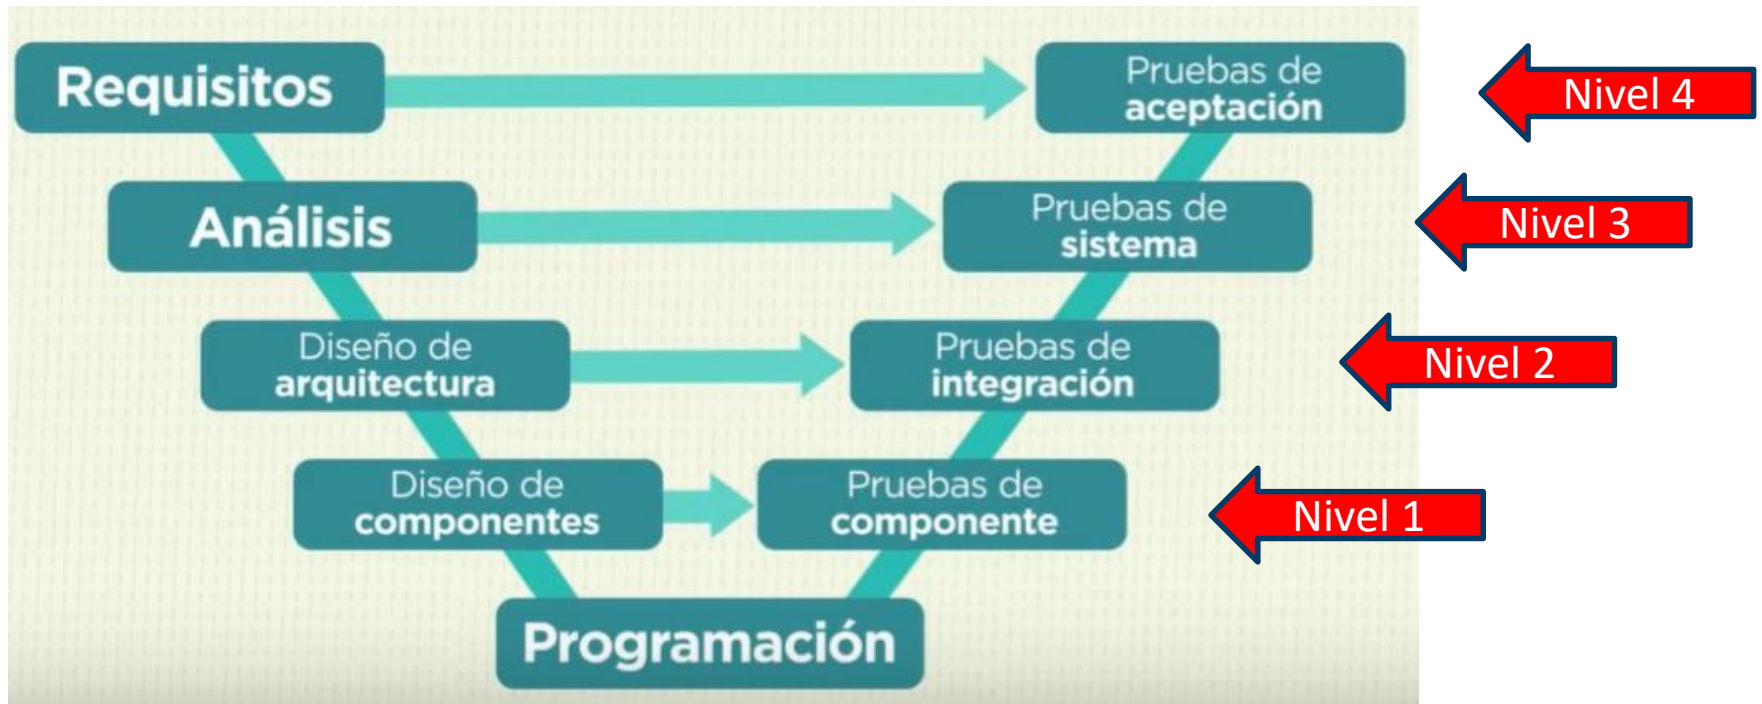 Requisitos
Pruebas de
aceptación
Nivel 4
Análisis
Pruebas de
sistema
Nivel 3
Diseño de
arquitectura
Pruebas de
integración
Nivel 2
Diseño de
componentes
Pruebas de
componente
Nivel 1
Programación